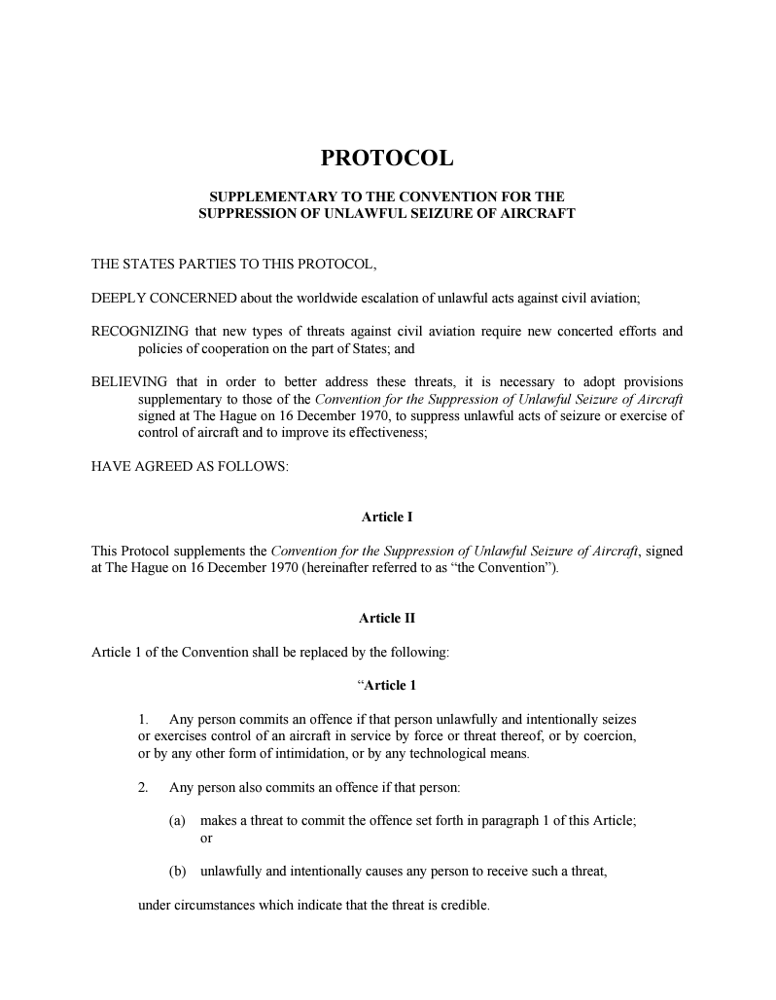 PROTOCOL
SUPPLEMENTARY TO THE CONVENTION FOR THE
SUPPRESSION OF UNLAWFUL SEIZURE OF AIRCRAFT
THE STATES PARTIES TO THIS PROTOCOL,
DEEPLY CONCERNED about the worldwide escalation of unlawful acts against civil aviation;
RECOGNIZING that new types of threats against civil aviation require new concerted efforts and
policies of cooperation on the part of States; and
BELIEVING that in order to better address these threats, it is necessary to adopt provisions
supplementary to those of the Convention for the Suppression of Unlawful Seizure of Aircraft
signed at The Hague on 16 December 1970, to suppress unlawful acts of seizure or exercise of
control of aircraft and to improve its effectiveness;
HAVE AGREED AS FOLLOWS:
Article I
This Protocol supplements the Convention for the Suppression of Unlawful Seizure of Aircraft, signed
at The Hague on 16 December 1970 (hereinafter referred to as “the Convention”).
Article II
Article 1 of the Convention shall be replaced by the following:
“Article 1
1. Any person commits an offence if that person unlawfully and intentionally seizes
or exercises control of an aircraft in service by force or threat thereof, or by coercion,
or by any other form of intimidation, or by any technological means.
2. Any person also commits an offence if that person:
(a) makes a threat to commit the offence set forth in paragraph 1 of this Article;
or
(b) unlawfully and intentionally causes any person to receive such a threat,
under circumstances which indicate that the threat is credible.